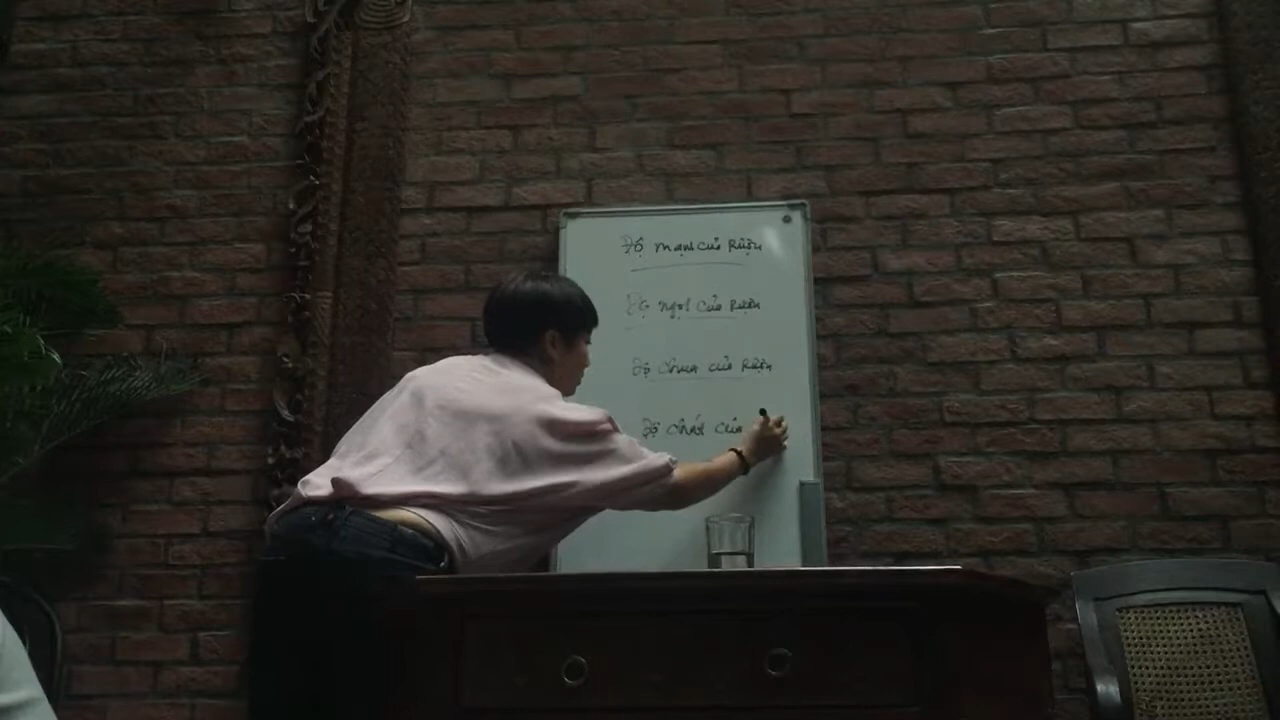 Độ mạnh của Rượu
Độ ngọt của Rượu
Độ chua của Rượu
Độ chát của